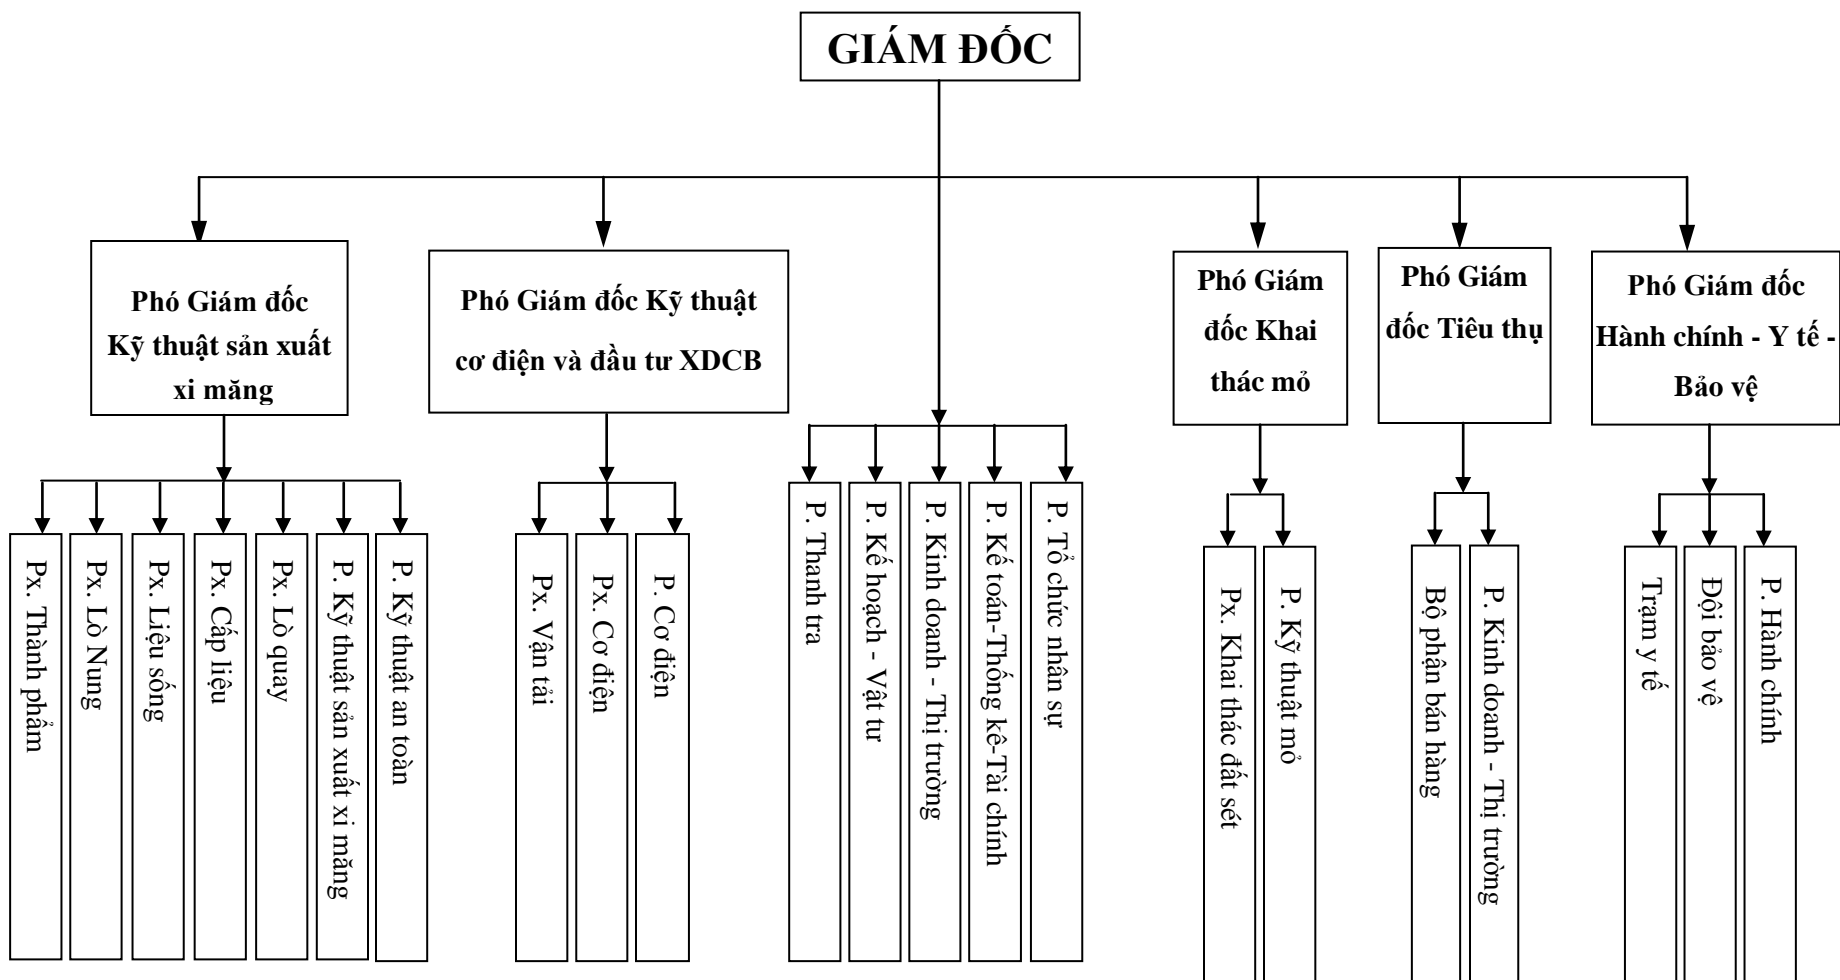 GIÁM ĐỐC
Phó Giám đốc
Kỹ thuật sản xuất
xi măng
Phó Giám đốc Kỹ thuật
cơ điện và đầu tư XDCB
Phó Giám
đốc Khai
thác mỏ
Phó Giám
đốc Tiêu thụ
Phó Giám đốc
Hành chính - Y tế -
Bảo vệ
Px. Thành phẩm
Px. Lò Nung
Px. Liệu sống
Px. Cấp liệu
Px. Lò quay
P. Kỹ thuật sản xuất xi măng
P. Kỹ thuật an toàn
Px. Vận tải
Px. Cơ điện
P. Cơ điện
P. Thanh tra
P. Kế hoạch - Vật tư
P. Kinh doanh - Thị trường
P. Kế toán-Thống kê-Tài chính
P. Tổ chức nhân sự
Px. Khai thác đất sét
P. Kỹ thuật mỏ
Bộ phận bán hàng
P. Kinh doanh - Thị trường
Trạm y tế
Đội bảo vệ
P. Hành chính